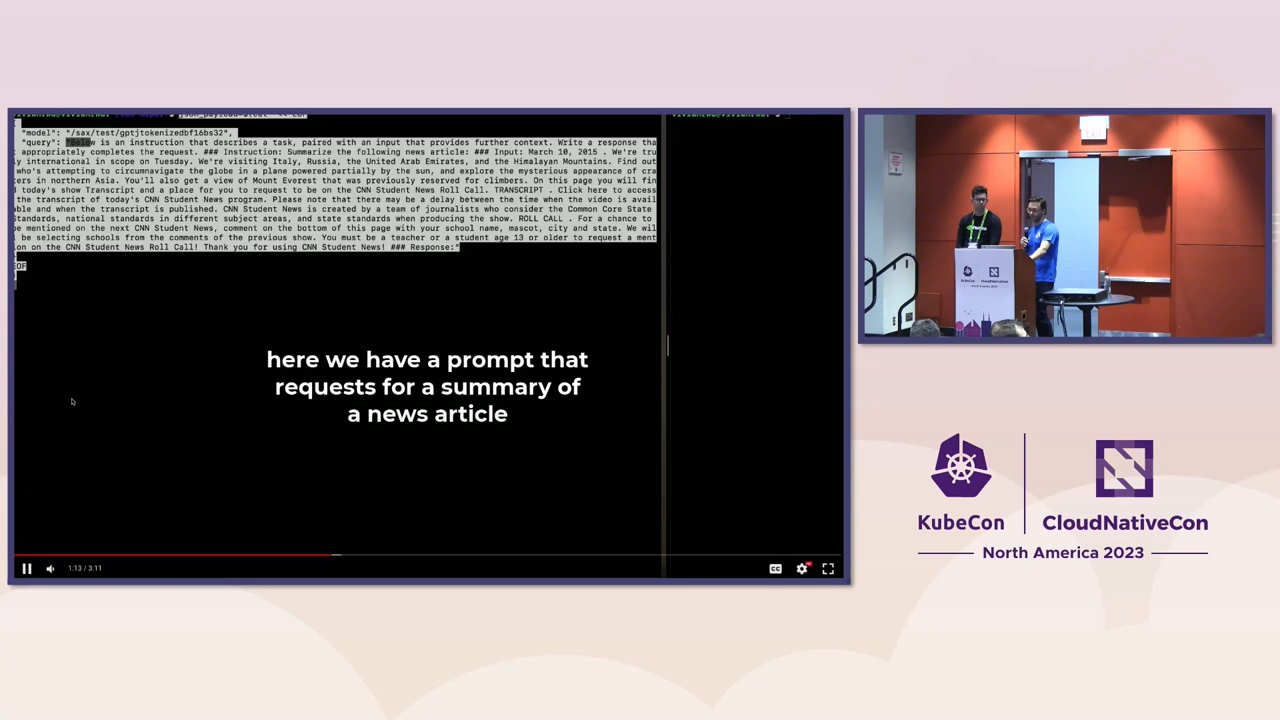 "model": "/sax/test/gptjtokenizedbf16bs32",
"query": "Below is an instruction that describes a task, paired with an input that provides further context. Write a response tha
appropriately completes the request. ### Instruction: Summarize the following news article: ### Input: March 10, 2015 . We're tru
y international in scope on Tuesday. We're visiting Italy, Russia, the United Arab Emirates, and the Himalayan Mountains. Find out
who's attempting to circumnavigate the globe in a plane powered partially by the sun, and explore the mysterious appearance of cra
ers in northern Asia. You'll also get a view of Mount Everest that was previously reserved for climbers. On this page you will fin
d today's show Transcript and a place for you to request to be on the CNN Student News Roll Call. TRANSCRIPT . Click here to access
the transcript of today's CNN Student News program. Please note that there may be a delay between the time when the video is avail
ble and when the transcript is published. CNN Student News is created by a team of journalists who consider the Common Core State
Standards, national standards in different subject areas, and state standards when producing the show. ROLL CALL . For a chance to
be mentioned on the next CNN Student News, comment on the bottom of this page with your school name, mascot, city and state. We wil
l be selecting schools from the comments of the previous show. You must be a teacher or a student age 13 or older to request a ment
on on the CNN Student News Roll Call! Thank you for using CNN Student News! ### Response:"
EOF
here we have a prompt that
requests for a summary of
a news article
1:13 / 3:11
CC
EXIT
KubeCon
CloudNativeCon
North America 2023
KubeCon
CloudNativeCon
North America 2023